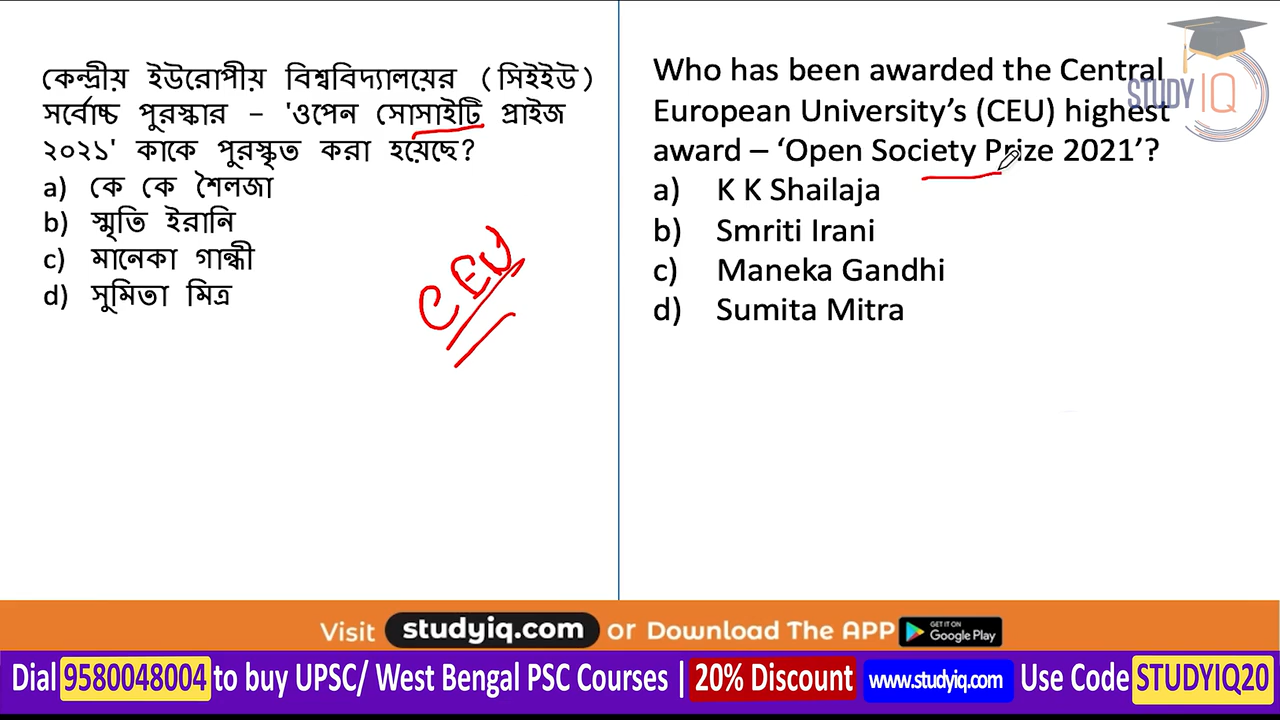 কেন্দ্রীয় ইউরোপীয় বিশ্ববিদ্যালয়ের (সিইইউ)
সর্বোচ্চ পুরস্কার – 'ওপেন সোসাইটি প্রাইজ
২০২১' কাকে পুরস্কৃত করা হয়েছে?
a) কে কে শৈলজা
b) স্মৃতি ইরানি
c) মানেকা গান্ধী
d) সুমিতা মিত্র
CEU
Who has been awarded the Central
European University's (CEU) highest
award – ‘Open Society Prize 2021’?
a) K K Shailaja
b) Smriti Irani
c) Maneka Gandhi
d) Sumita Mitra
STUDY IQ
Visit studyiq.com or Download The APP GET IT ON Google Play
Dial 9580048004 to buy UPSC/ West Bengal PSC Courses | 20% Discount www.studyiq.com Use Code STUDYIQ20